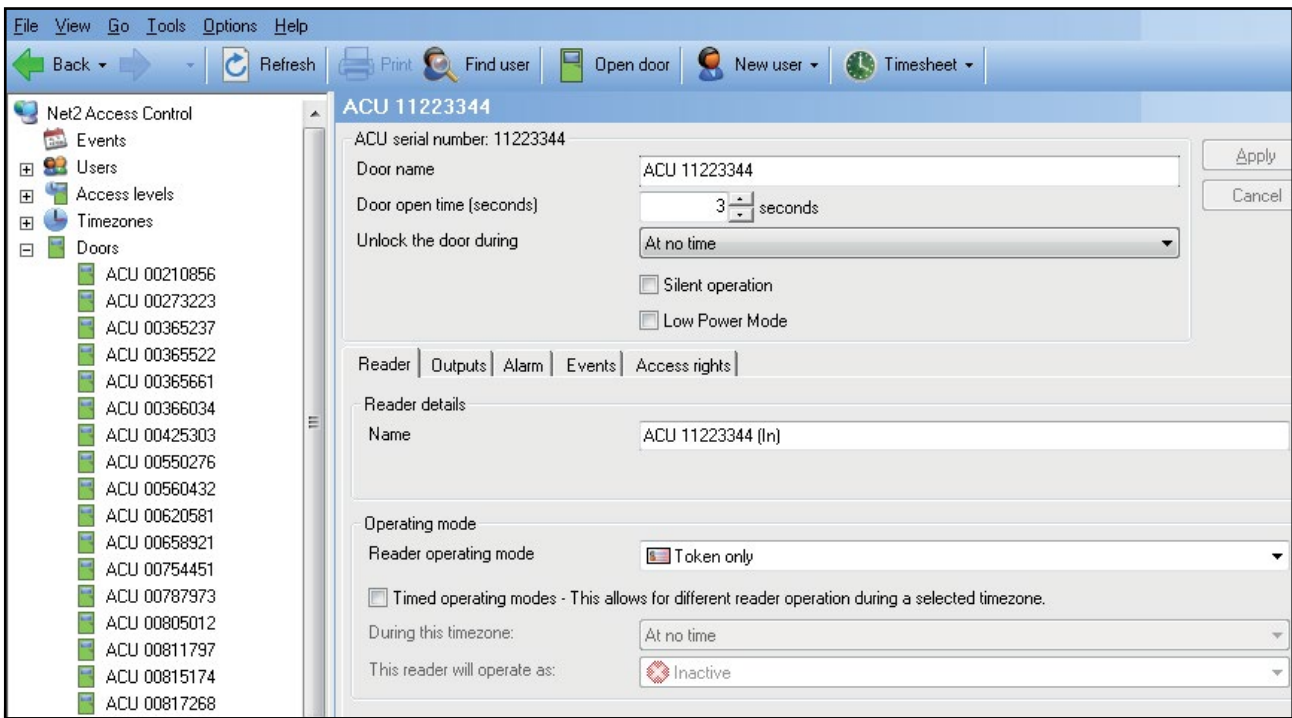 File View Go Tools Options Help
Back Refresh Print Find user Open door New user Timesheet
Net2 Access Control
Events
Users
Access levels
Timezones
Doors
ACU 00210856
ACU 00273223
ACU 00365237
ACU 00365522
ACU 00365661
ACU 00366034
ACU 00425303
ACU 00550276
ACU 00560432
ACU 00620581
ACU 00658921
ACU 00754451
ACU 00787973
ACU 00805012
ACU 00811797
ACU 00815174
ACU 00817268
ACU 11223344
ACU serial number: 11223344
Door name ACU 11223344
Door open time (seconds) 3 seconds
Unlock the door during At no time
Silent operation
Low Power Mode
Apply
Cancel
Reader Outputs Alarm Events Access rights
Reader details
Name ACU 11223344 (In)
Operating mode
Reader operating mode Token only
Timed operating modes - This allows for different reader operation during a selected timezone.
During this timezone: At no time
This reader will operate as: Inactive